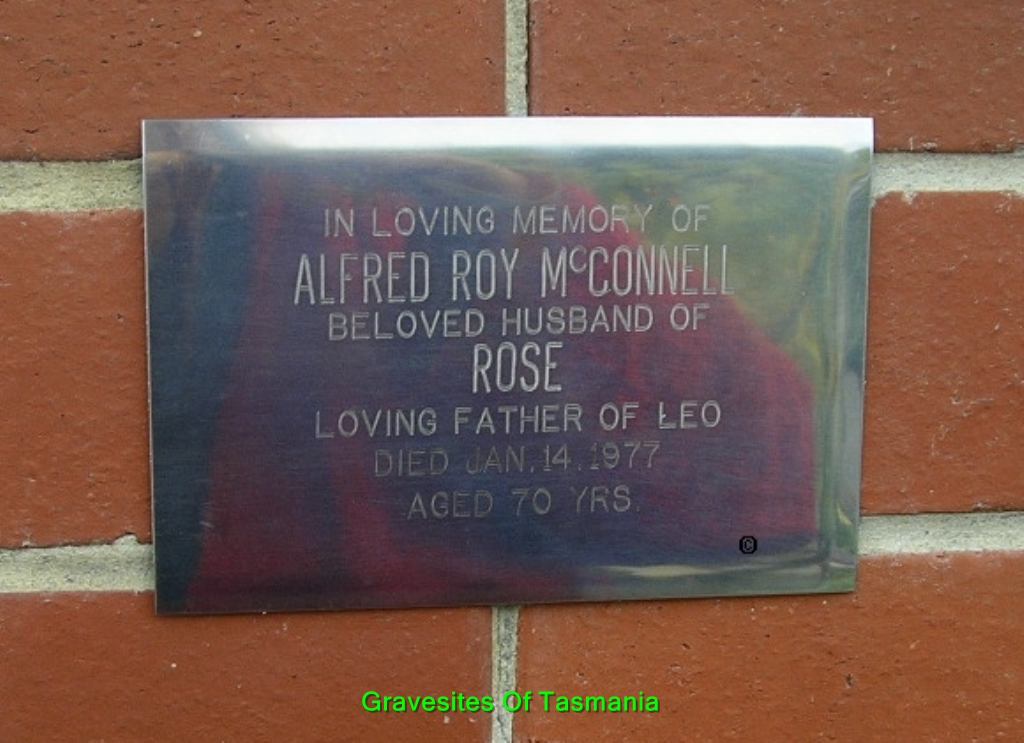 IN LOVING MEMORY OF
ALFRED ROY McCONNELL
BELOVED HUSBAND OF
ROSE
LOVING FATHER OF LEO
DIED JAN. 14. 1977
AGED 70 YRS.
©
Gravesites Of Tasmania